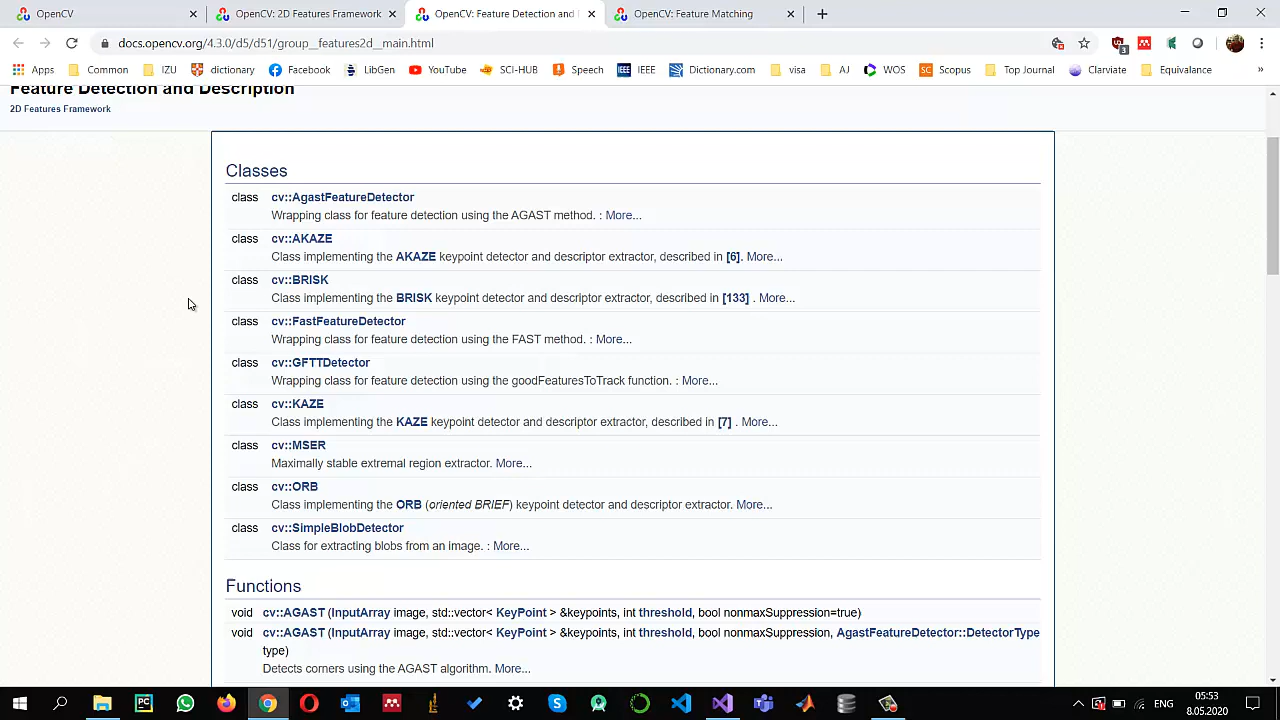 OpenCV
OpenCV: 2D Features Framework
OpenCV: Feature Detection and
OpenCV: Feature Matching
docs.opencv.org/4.3.0/d5/d51/group__features2d__main.html
3
Apps
Common
IZU
dictionary
Facebook
LibGen
YouTube
SCI-HUB
Speech
IEEE
IEEE
Dictionary.com
visa
AJ
WOS
SC
Scopus
Top Journal
Clarviate
Equivalance
»
Feature Detection and Description
2D Features Framework
Classes
class cv::AgastFeatureDetector
Wrapping class for feature detection using the AGAST method. : More...
class cv::AKAZE
Class implementing the AKAZE keypoint detector and descriptor extractor, described in [6]. More...
class cv::BRISK
Class implementing the BRISK keypoint detector and descriptor extractor, described in [133] . More...
class cv::FastFeatureDetector
Wrapping class for feature detection using the FAST method. : More...
class cv::GFTTDetector
Wrapping class for feature detection using the goodFeaturesToTrack function. : More...
class cv::KAZE
Class implementing the KAZE keypoint detector and descriptor extractor, described in [7] . More...
class cv::MSER
Maximally stable extremal region extractor. More...
class cv::ORB
Class implementing the ORB (oriented BRIEF) keypoint detector and descriptor extractor. More...
class cv::SimpleBlobDetector
Class for extracting blobs from an image. : More...
Functions
void cv::AGAST (InputArray image, std::vector< KeyPoint > &keypoints, int threshold, bool nonmaxSuppression=true)
void cv::AGAST (InputArray image, std::vector< KeyPoint > &keypoints, int threshold, bool nonmaxSuppression, AgastFeatureDetector::DetectorType
type)
Detects corners using the AGAST algorithm. More...
PC
ENG
05:53
8.05.2020